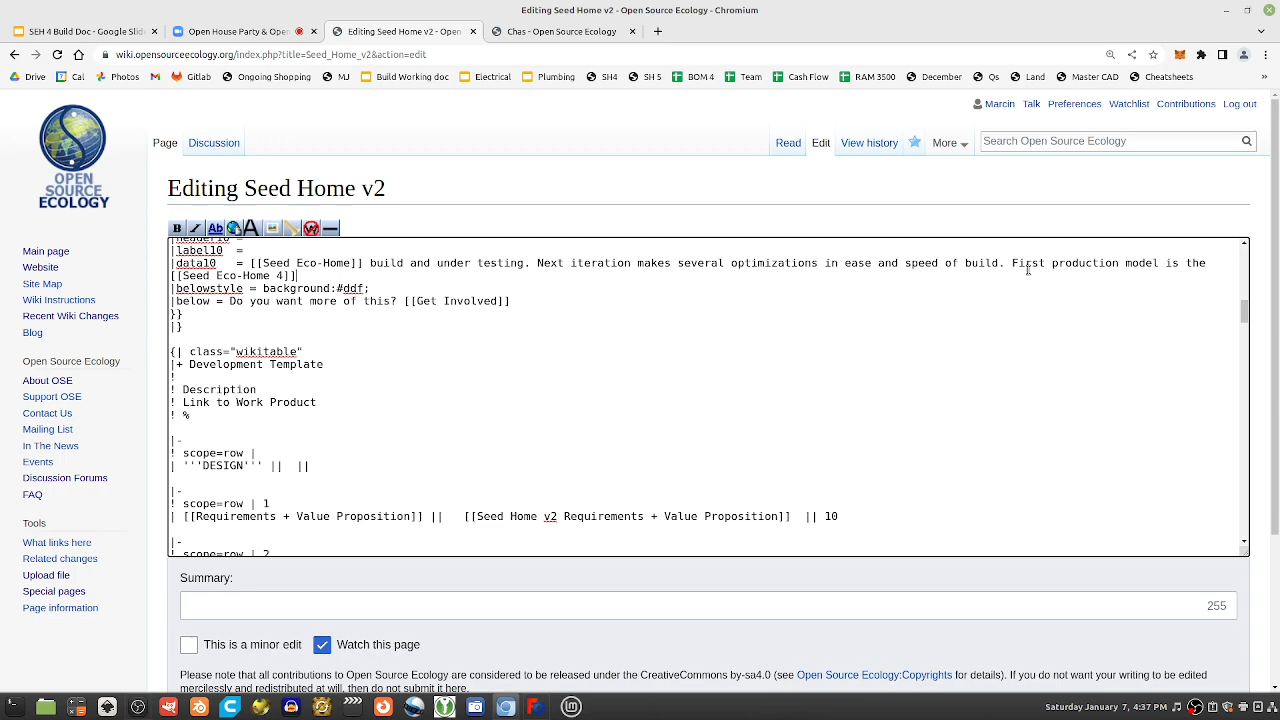 Editing Seed Home v2 - Open Source Ecology - Chromium
SEH 4 Build Doc - Google Slid
Open House Party & Open
Editing Seed Home v2 - Open
Chas - Open Source Ecology
wiki.opensourceecology.org/index.php?title=Seed_Home_v2&action=edit
Drive
Cal
Photos
M
Gitlab
Ongoing Shopping
MJ
Build Working doc
Electrical
Plumbing
SH4
SH 5
BOM 4
Team
Cash Flow
RAM 3500
December
Qs
Land
Master CAD
Cheatsheets
»
Marcin Talk Preferences Watchlist Contributions Log out
Page Discussion Read Edit View history More Search Open Source Ecology
OPEN
SOURCE
ECOLOGY
Editing Seed Home v2
B I Ab A W
Main page
Website
Site Map
Wiki Instructions
Recent Wiki Changes
Blog
Open Source Ecology
About OSE
Support OSE
Contact Us
Mailing List
In The News
Events
Discussion Forums
FAQ
Tools
What links here
Related changes
Upload file
Special pages
Page information
|header10 =
|label10  =
|data10   = [[Seed Eco-Home]] build and under testing. Next iteration makes several optimizations in ease and speed of build. First production model is the
[[Seed Eco-Home 4]]
|belowstyle = background:#ddf;
|below = Do you want more of this? [[Get Involved]]
}}
|}
{| class="wikitable"
|+ Development Template
!
! Description
! Link to Work Product
! %
|-
! scope=row |
| '''DESIGN''' ||  ||
|-
! scope=row | 1
| [[Requirements + Value Proposition]] ||   [[Seed Home v2 Requirements + Value Proposition]]  || 10
|-
! scope=row | 2
Summary:
255
This is a minor edit Watch this page
Please note that all contributions to Open Source Ecology are considered to be released under the CreativeCommons by-sa4.0 (see Open Source Ecology:Copyrights for details). If you do not want your writing to be edited
mercilessly and redistributed at will, then do not submit it here.
Saturday January 7, 4:37 PM